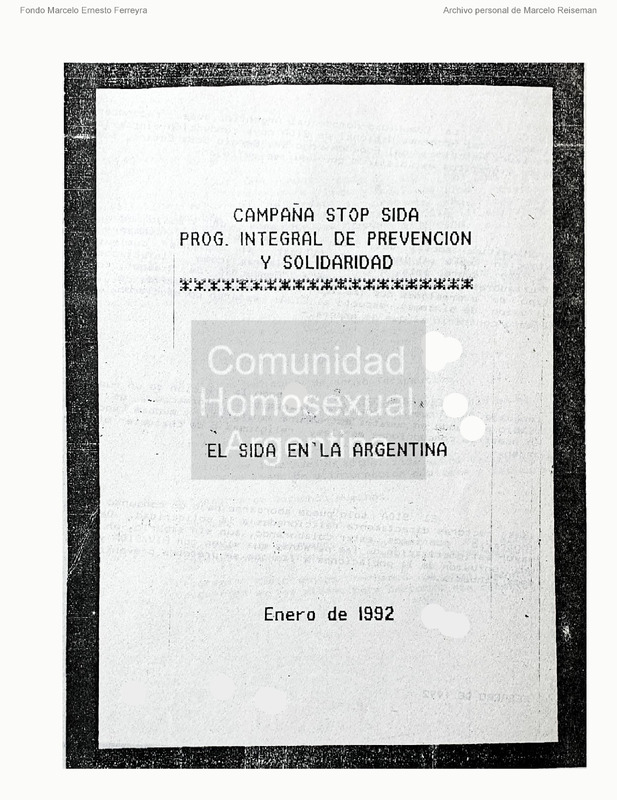 Fondo Marcelo Ernesto Ferreyra
Archivo personal de Marcelo Reiseman
CAMPAÑA STOP SIDA
PROG. INTEGRAL DE PREVENCION
Y SOLIDARIDAD
*********************
Comunidad
Homosexual
Argentina
EL SIDA EN LA ARGENTINA
Enero de 1992